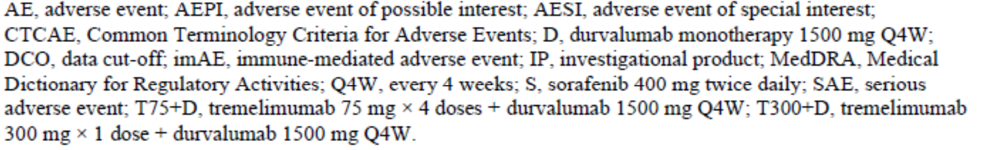 AE, adverse event; AEPI, adverse event of possible interest; AESI, adverse event of special interest;
CTCAE, Common Terminology Criteria for Adverse Events; D, durvalumab monotherapy 1500 mg Q4W;
DCO, data cut-off; imAE, immune-mediated adverse event; IP, investigational product; MedDRA, Medical
Dictionary for Regulatory Activities; Q4W, every 4 weeks; S, sorafenib 400 mg twice daily; SAE, serious
adverse event; T75+D, tremelimumab 75 mg × 4 doses + durvalumab 1500 mg Q4W; T300+D, tremelimumab
300 mg × 1 dose + durvalumab 1500 mg Q4W.